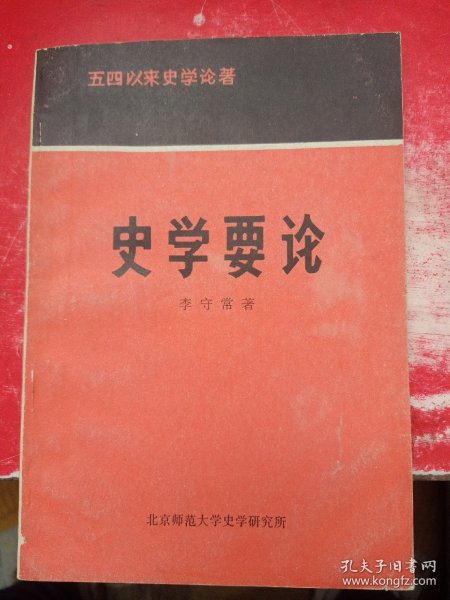 五四以来史学论著
史学要论
李守常著
北京师范大学史学研究所
孔夫子旧书网
www.kongfz.com